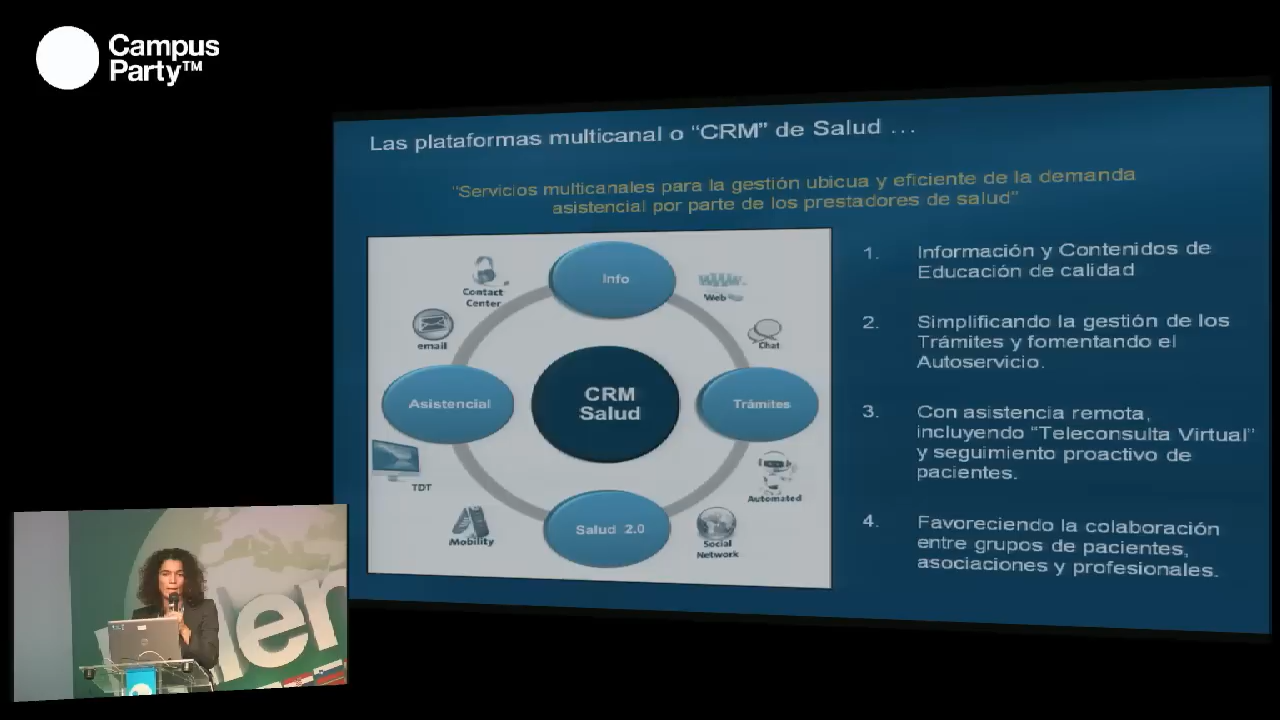 Campus
Party™
Las plataformas multicanal o “CRM” de Salud ...
“Servicios multicanales para la gestión ubicua y eficiente de la demanda
asistencial por parte de los prestadores de salud”
Info
Contact
Center
Web
email
Chat
CRM
Salud
Asistencial
Trámites
TDT
Automated
Mobility
Salud 2.0
Social
Network
1. Información y Contenidos de
Educación de calidad
2. Simplificando la gestión de los
Trámites y fomentando el
Autoservicio.
3. Con asistencia remota,
incluyendo “Teleconsulta Virtual”
y seguimiento proactivo de
pacientes.
4. Favoreciendo la colaboración
entre grupos de pacientes,
asociaciones y profesionales.